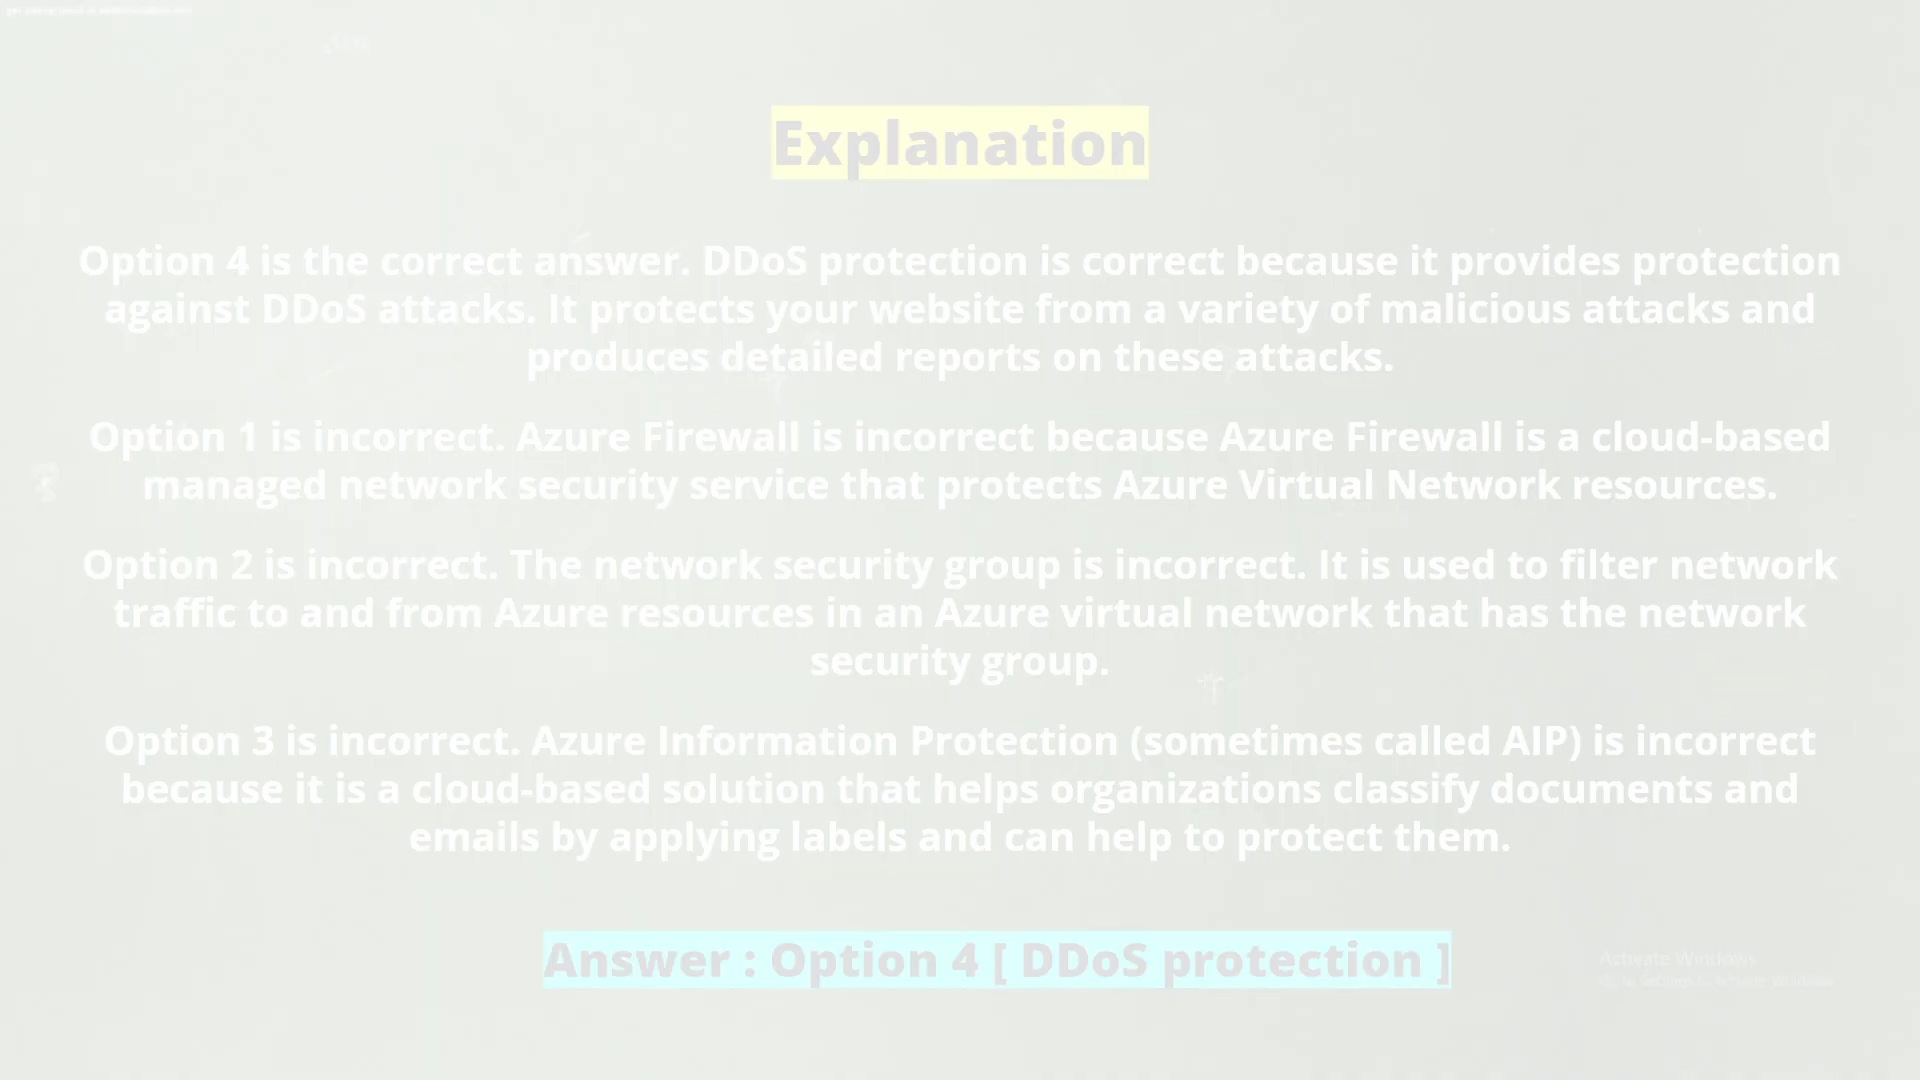 Explanation
Option 4 is the correct answer. DDoS protection is correct because it provides protection
against DDoS attacks. It protects your website from a variety of malicious attacks and
produces detailed reports on these attacks.
Option 1 is incorrect. Azure Firewall is incorrect because Azure Firewall is a cloud-based
managed network security service that protects Azure Virtual Network resources.
Option 2 is incorrect. The network security group is incorrect. It is used to filter network
traffic to and from Azure resources in an Azure virtual network that has the network
security group.
Option 3 is incorrect. Azure Information Protection (sometimes called AIP) is incorrect
because it is a cloud-based solution that helps organizations classify documents and
emails by applying labels and can help to protect them.
Answer : Option 4 [ DDoS protection ]
Activate Windows
Go to Settings to activate Windows.